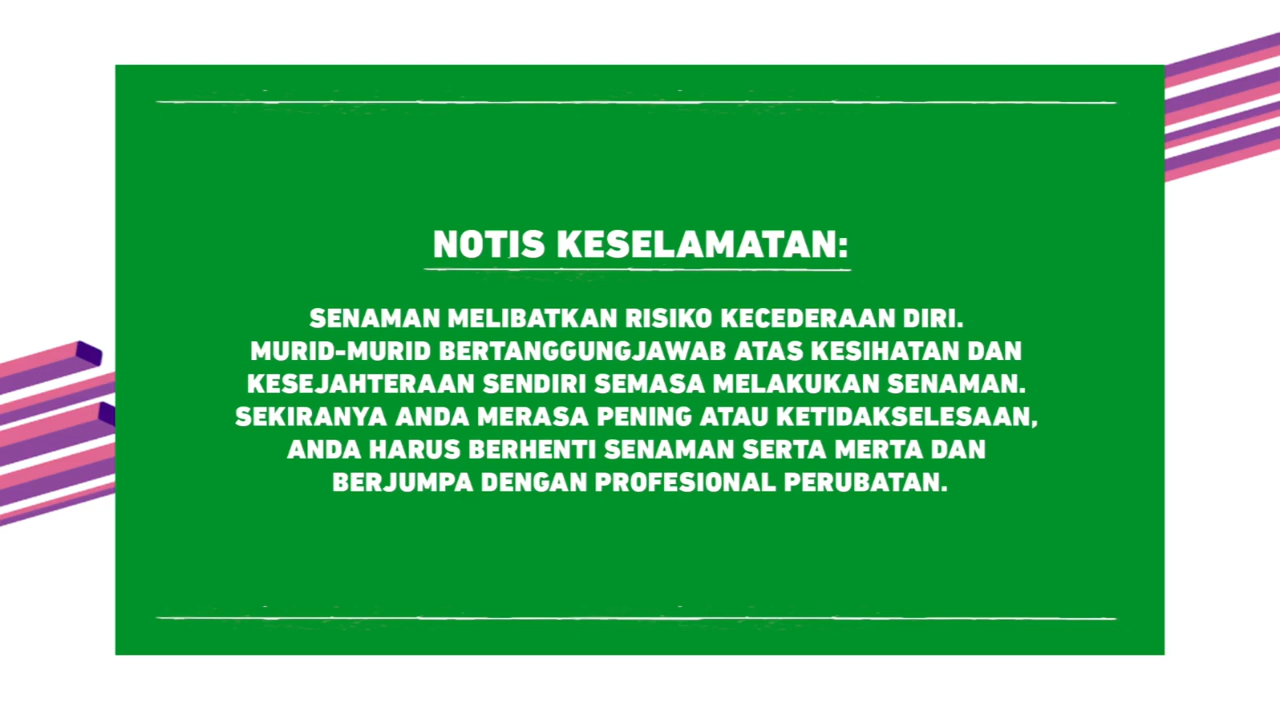 NOTIS KESELAMATAN:
SENAMAN MELIBATKAN RISIKO KECEDERAAN DIRI.
MURID-MURID BERTANGGUNGJAWAB ATAS KESIHATAN DAN
KESEJAHTERAAN SENDIRI SEMASA MELAKUKAN SENAMAN.
SEKIRANYA ANDA MERASA PENING ATAU KETIDAKSELESAAN,
ANDA HARUS BERHENTI SENAMAN SERTA MERTA DAN
BERJUMPA DENGAN PROFESIONAL PERUBATAN.